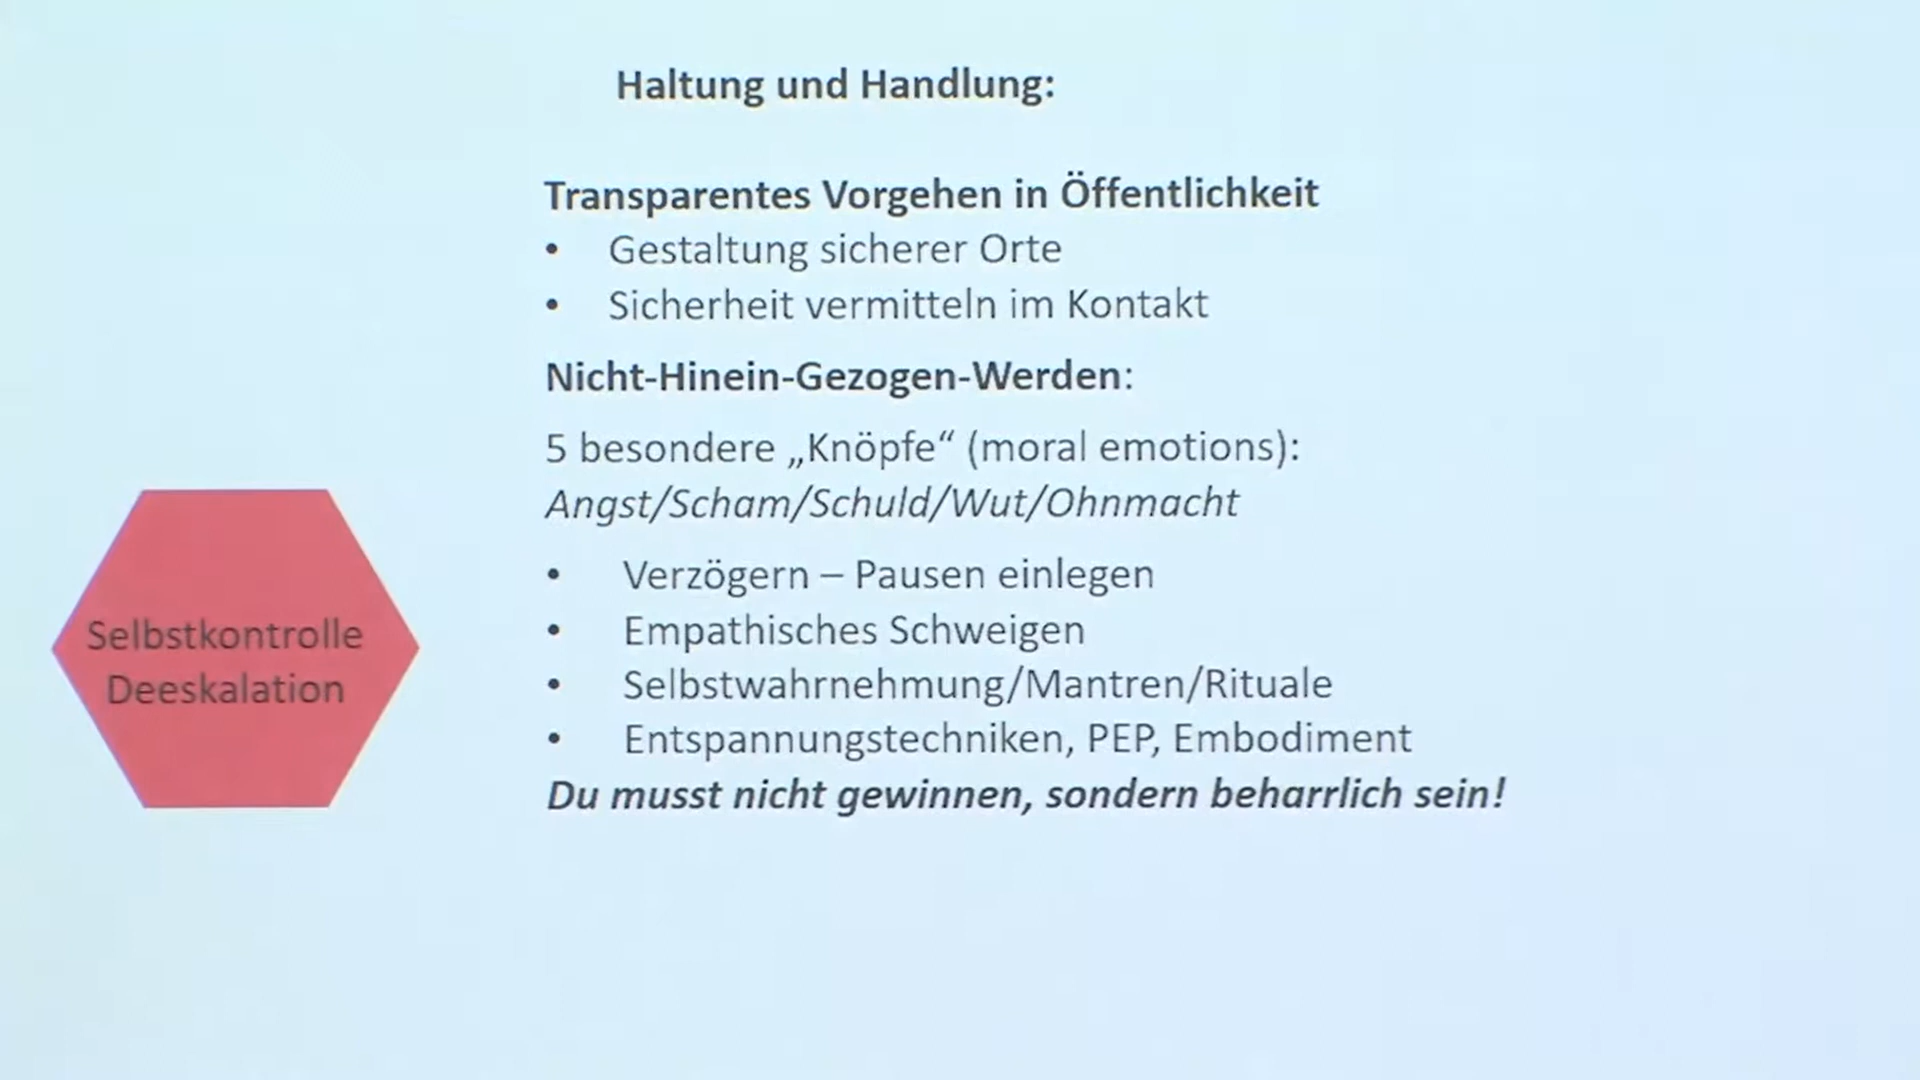 Haltung und Handlung:
Transparentes Vorgehen in Öffentlichkeit
• Gestaltung sicherer Orte
• Sicherheit vermitteln im Kontakt
Nicht-Hinein-Gezogen-Werden:
5 besondere „Knöpfe“ (moral emotions):
Angst/Scham/Schuld/Wut/Ohnmacht
• Verzögern – Pausen einlegen
• Empathisches Schweigen
• Selbstwahrnehmung/Mantren/Rituale
• Entspannungstechniken, PEP, Embodiment
Du musst nicht gewinnen, sondern beharrlich sein!
Selbstkontrolle
Deeskalation